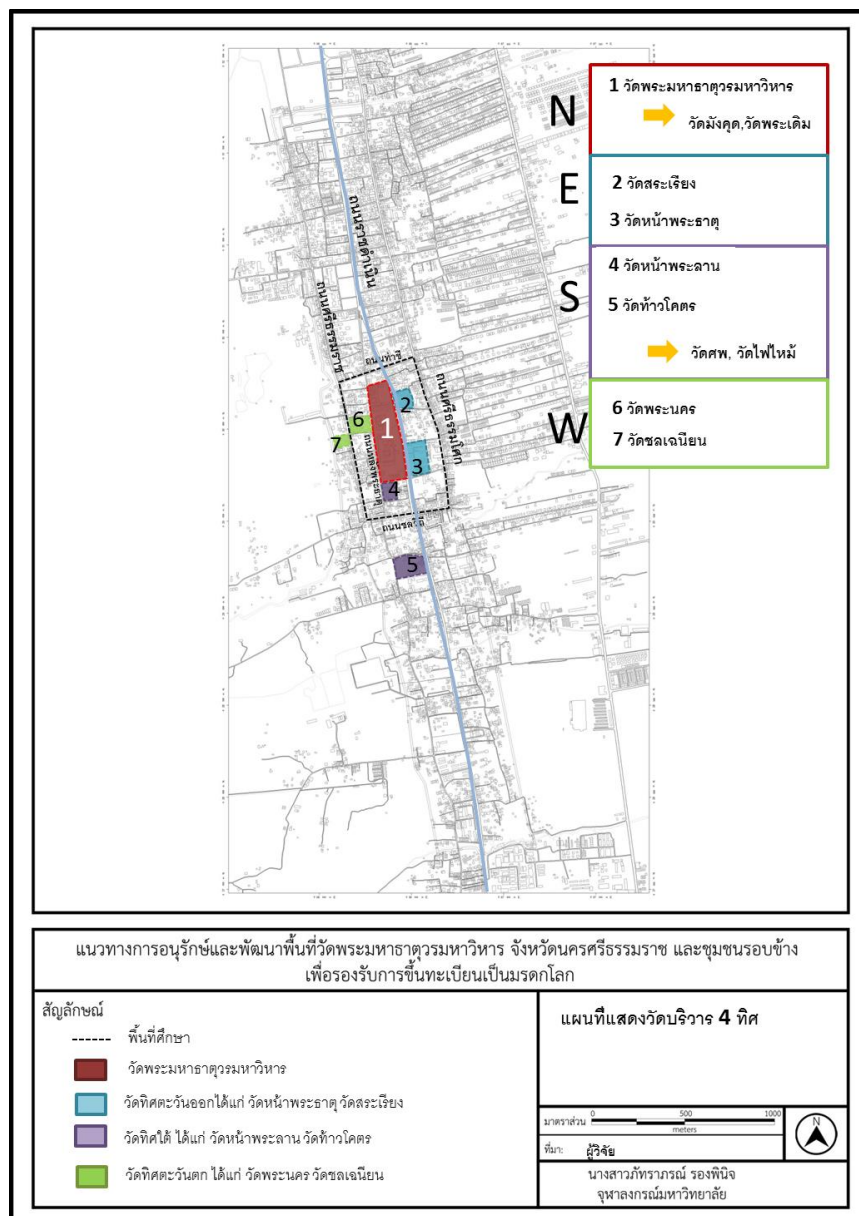 1 วัดพระมหาธาตุวรมหาวิหาร
N
วัดมังคุด,วัดพระเดิม
E
2 วัดสระเรียง
3 วัดหน้าพระธาตุ
4 วัดหน้าพระลาน
S
5 วัดท้าวโคตร
วัดศพ, วัดไฟไหม้
6 วัดพระนคร
W
7 วัดชลเฉนียน
ถนนราชดำเนิน
ถนนศรีธรรมราช
ถนนท่าชี
ถนนศรีธรรมโศก
2
6
1
7
3
ถนนหลังพระธาตุ
4
5
แนวทางการอนุรักษ์และพัฒนาพื้นที่วัดพระมหาธาตุวรมหาวิหาร จังหวัดนครศรีธรรมราช และชุมชนรอบข้าง
เพื่อรองรับการขึ้นทะเบียนเป็นมรดกโลก
สัญลักษณ์
พื้นที่ศึกษา
วัดพระมหาธาตุวรมหาวิหาร
วัดทิศตะวันออกได้แก่ วัดหน้าพระธาตุ วัดสระเรียง
วัดทิศใต้ ได้แก่ วัดหน้าพระลาน วัดท้าวโคตร
วัดทิศตะวันตก ได้แก่ วัดพระนคร วัดชลเฉนียน
แผนที่แสดงวัดบริวาร 4 ทิศ
มาตราส่วน 0 500 1000
meters
N
ที่มา: ผู้วิจัย
นางสาวภัทราภรณ์ รองพินิจ
จุฬาลงกรณ์มหาวิทยาลัย